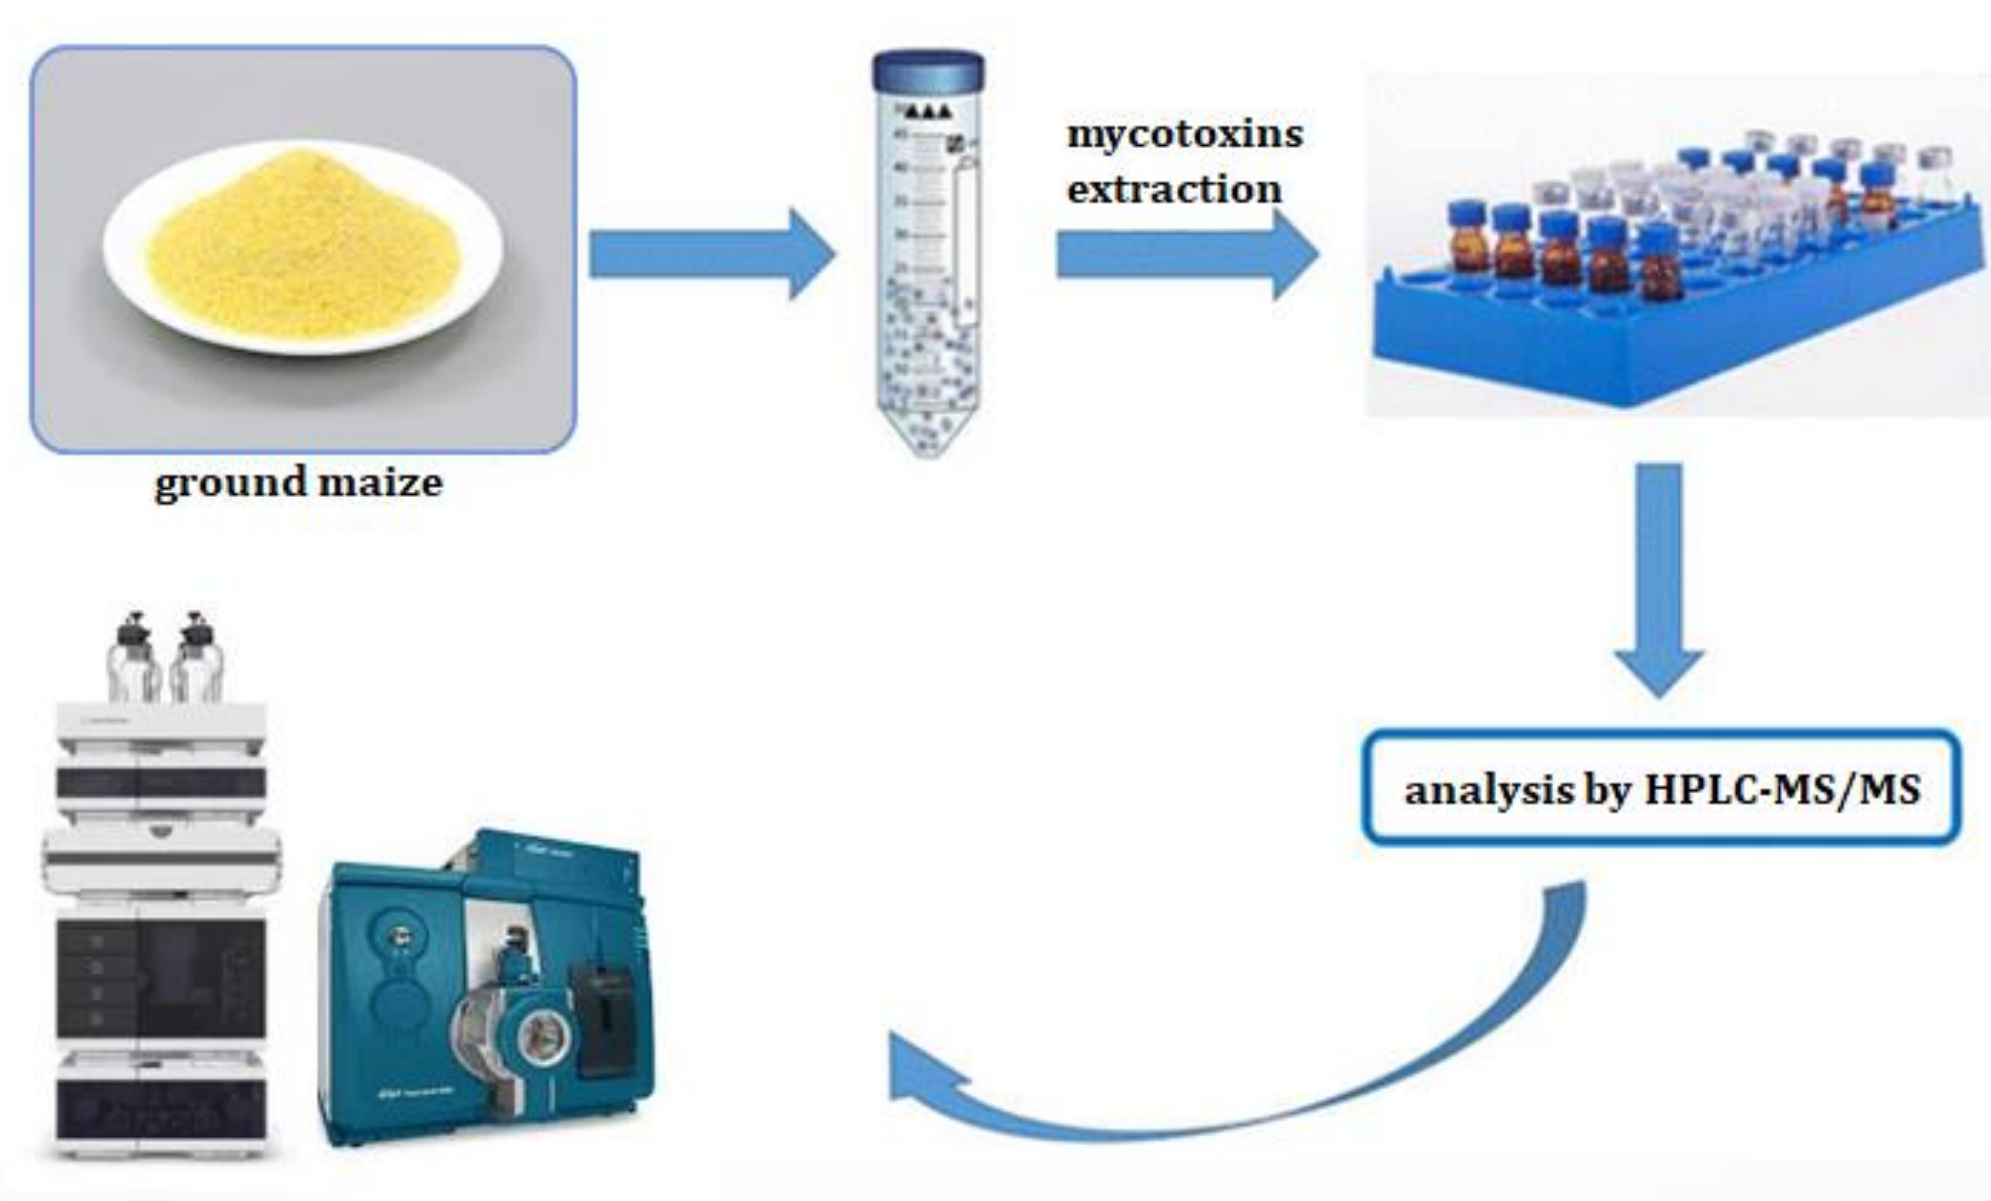 mycotoxins
extraction
ground maize
analysis by HPLC-MS/MS